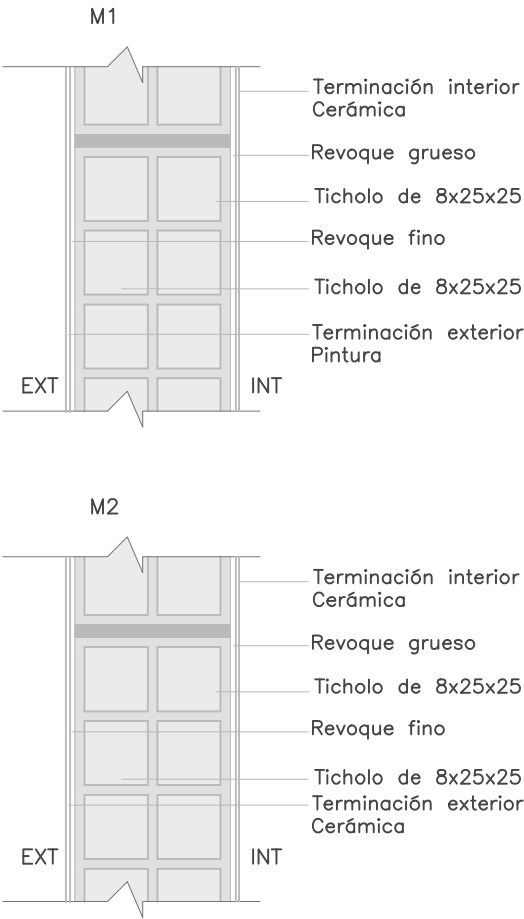 M1
Terminación interior
Cerámica
Revoque grueso
Ticholo de 8x25x25
Revoque fino
Ticholo de 8x25x25
Terminación exterior
Pintura
EXT
INT
M2
Terminación interior
Cerámica
Revoque grueso
Ticholo de 8x25x25
Revoque fino
Ticholo de 8x25x25
Terminación exterior
Cerámica
EXT
INT